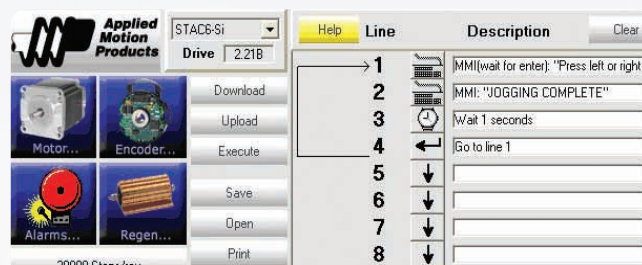 Applied
Motion
Products
STAC6-Si
Drive 2.21B
Download
Upload
Execute
Save
Open
Print
Motor...
Encoder...
Alarms...
Regen...
Help Line Description Clear
1 MMI(wait for enter): "Press left or right
2 MMI: "JOGGING COMPLETE"
3 Wait 1 seconds
4 Go to line 1
5
6
7
8